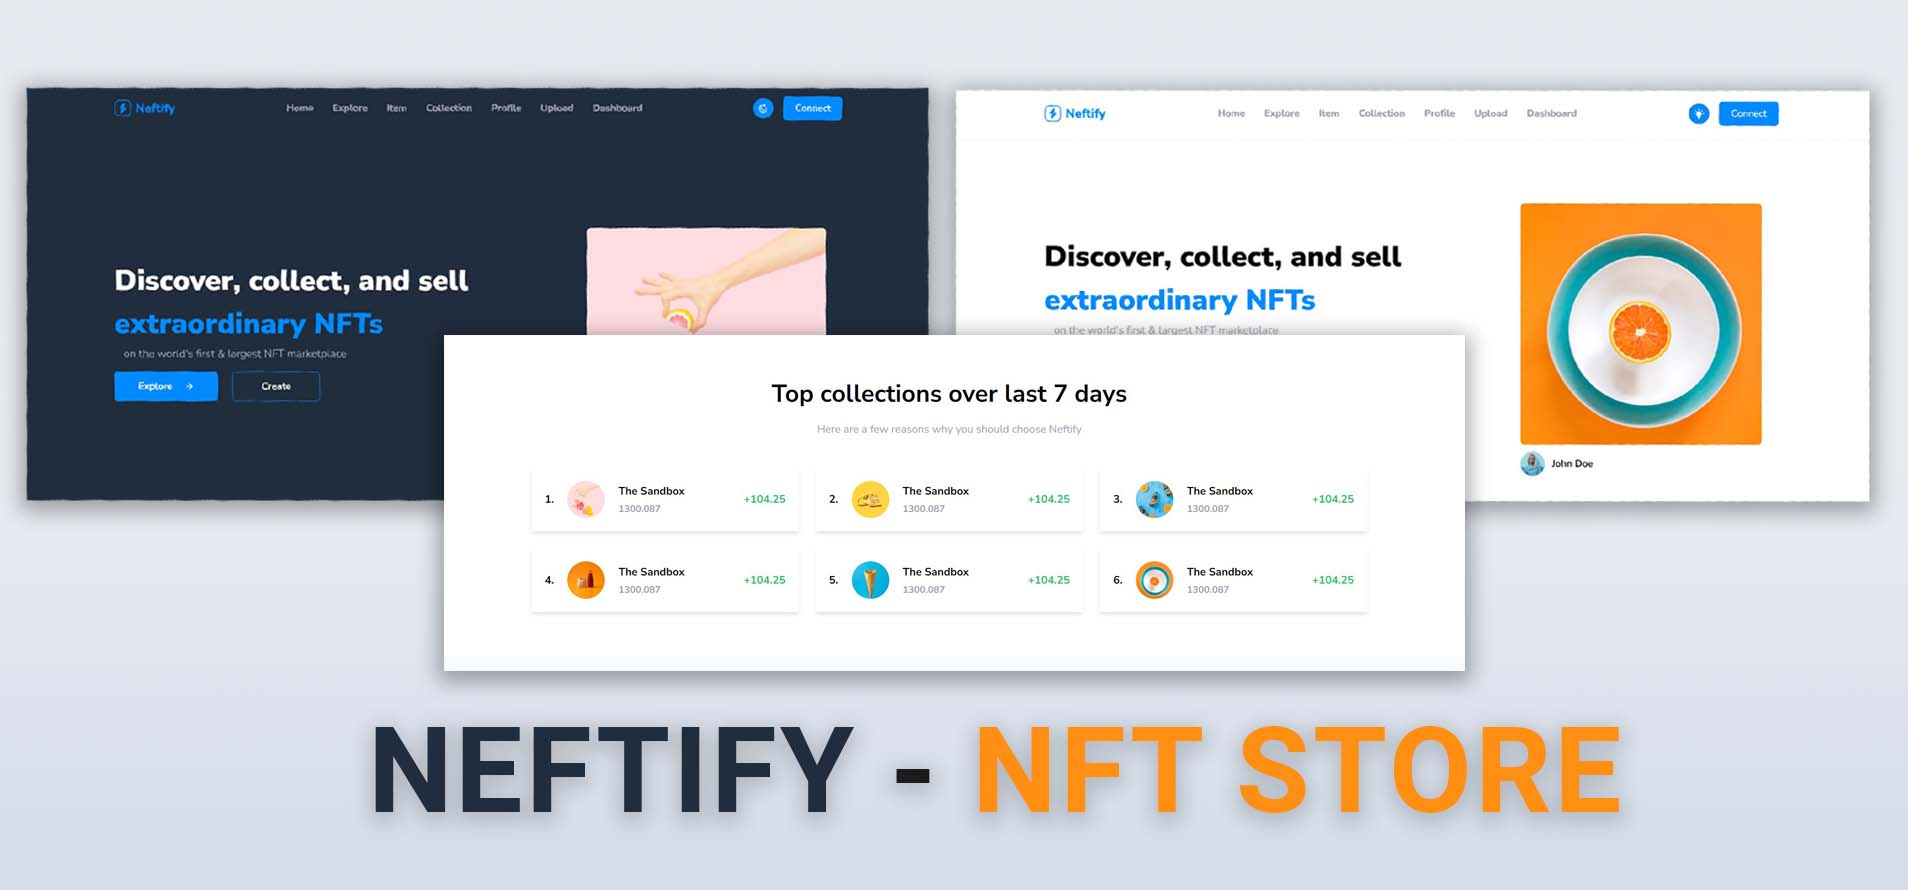 Neftify
Home Explore Item Collection Profile Upload Dashboard
Connect
Discover, collect, and sell
extraordinary NFTs
on the world's first & largest NFT marketplace
Explore →
Create
Neftify
Home Explore Item Collection Profile Upload Dashboard
Connect
Discover, collect, and sell
extraordinary NFTs
on the world's first & largest NFT marketplace
John Doe
Top collections over last 7 days
Here are a few reasons why you should choose Neftify
1. The Sandbox +104.25
1300.087
2. The Sandbox +104.25
1300.087
3. The Sandbox +104.25
1300.087
4. The Sandbox +104.25
1300.087
5. The Sandbox +104.25
1300.087
6. The Sandbox +104.25
1300.087
NEFTIFY - NFT STORE